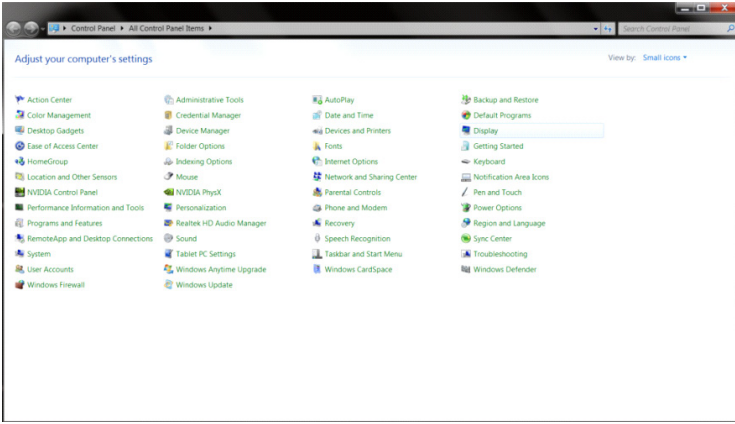 Control Panel All Control Panel Items Search Control Panel
Adjust your computer's settings View by: Small icons
Action Center Administrative Tools AutoPlay Backup and Restore
Color Management Credential Manager Date and Time Default Programs
Desktop Gadgets Device Manager Devices and Printers Display
Ease of Access Center Folder Options Fonts Getting Started
HomeGroup Indexing Options Internet Options Keyboard
Location and Other Sensors Mouse Network and Sharing Center Notification Area Icons
NVIDIA Control Panel NVIDIA PhysX Parental Controls Pen and Touch
Performance Information and Tools Personalization Phone and Modem Power Options
Programs and Features Realtek HD Audio Manager Recovery Region and Language
RemoteApp and Desktop Connections Sound Speech Recognition Sync Center
System Tablet PC Settings Taskbar and Start Menu Troubleshooting
User Accounts Windows Anytime Upgrade Windows CardSpace Windows Defender
Windows Firewall Windows Update